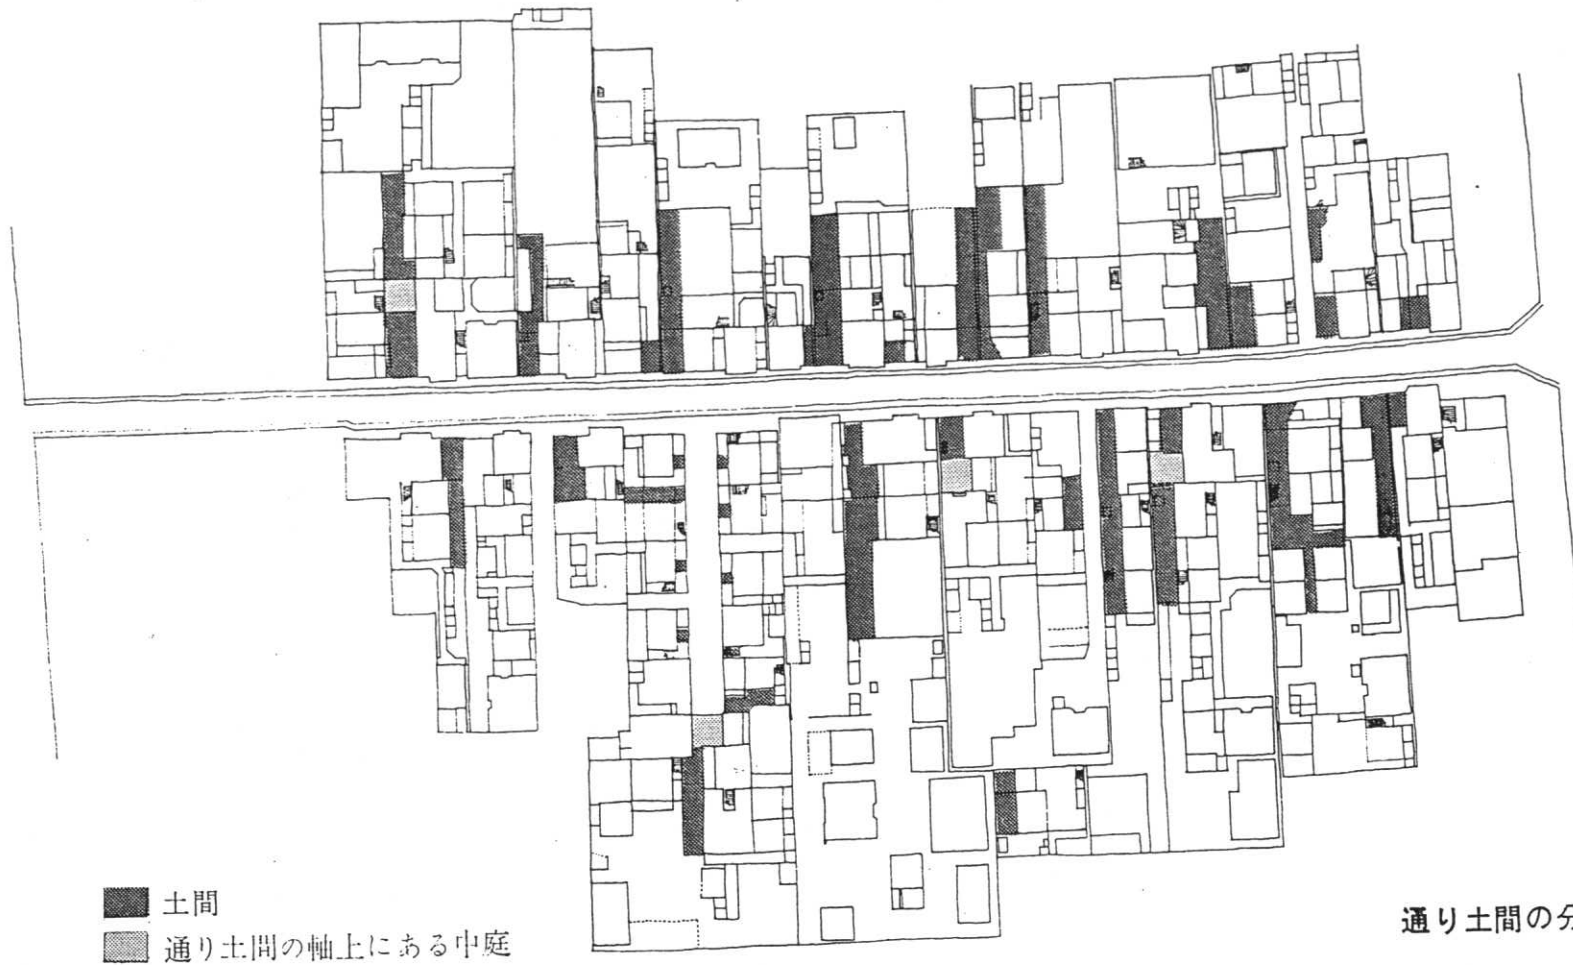 土間
通り土間の軸上にある中庭
通り土間の分